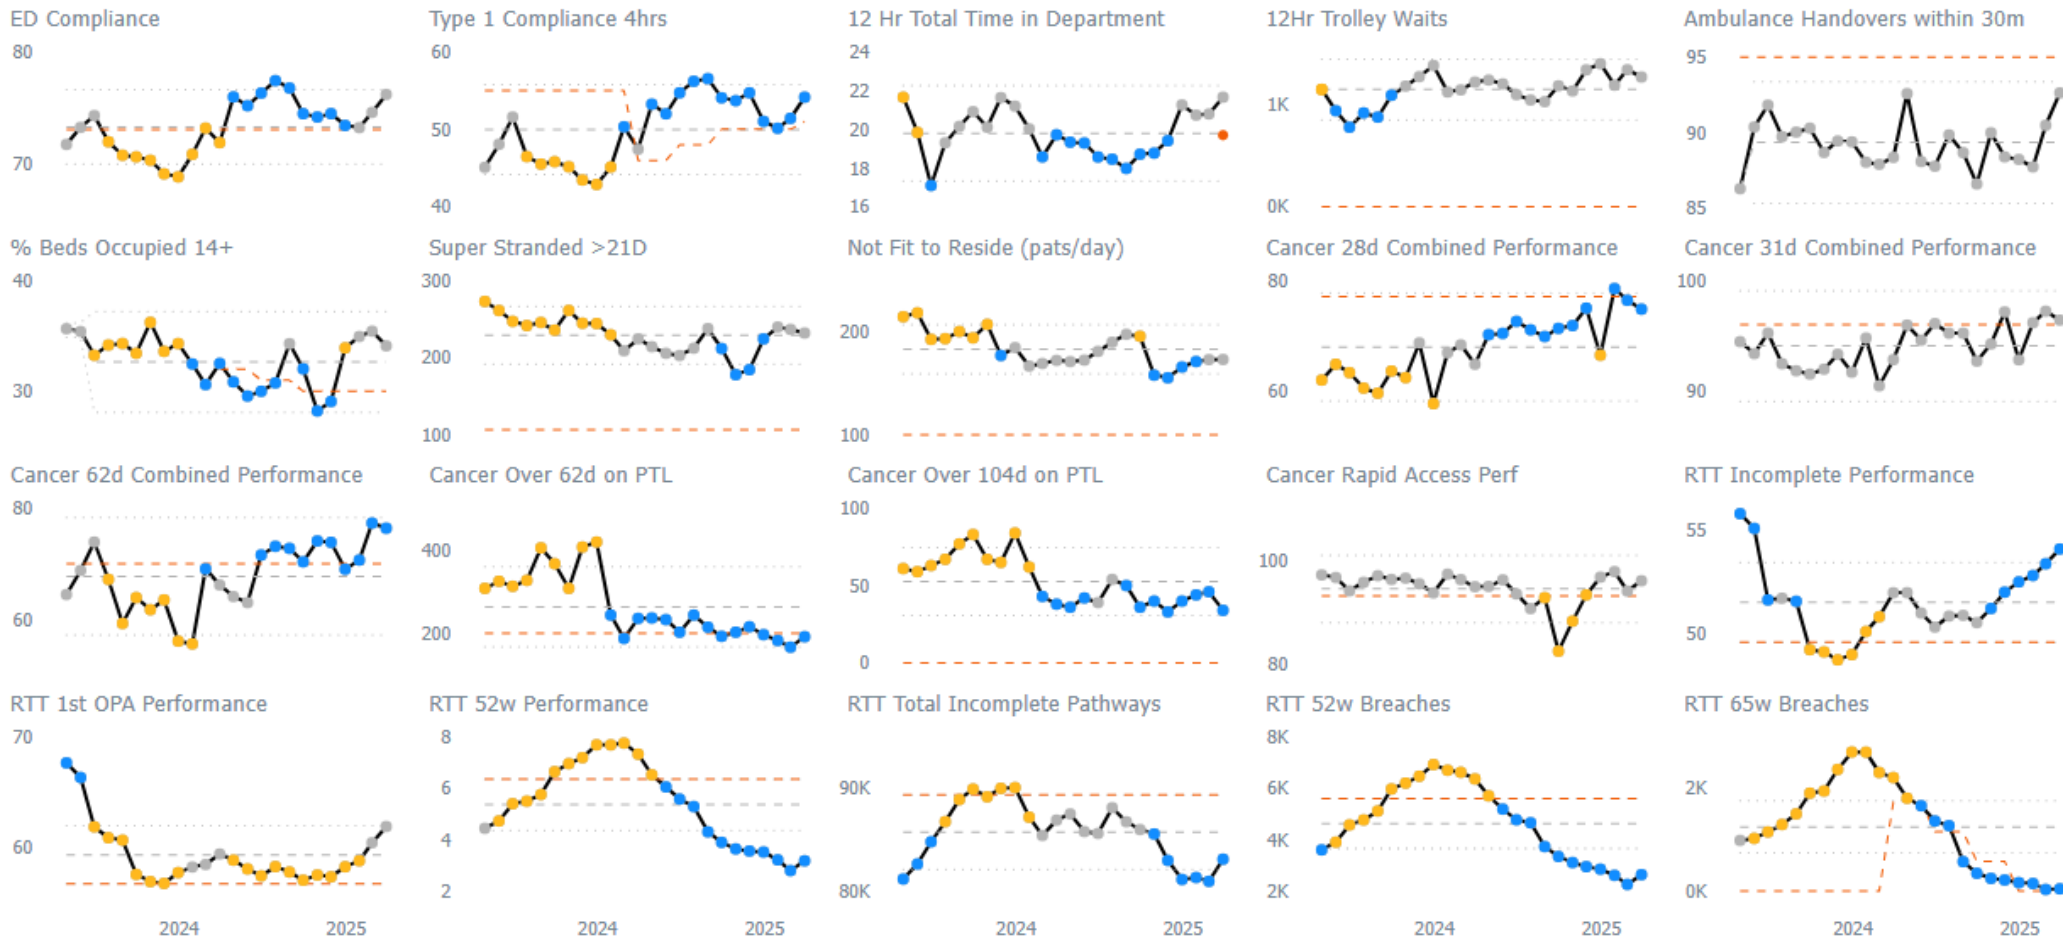 ED Compliance
80
70
Type 1 Compliance 4hrs
60
50
40
12 Hr Total Time in Department
24
22
20
18
16
12Hr Trolley Waits
1K
0K
Ambulance Handovers within 30m
95
90
85
% Beds Occupied 14+
40
30
Super Stranded >21D
300
200
100
Not Fit to Reside (pats/day)
200
100
Cancer 28d Combined Performance
80
60
Cancer 31d Combined Performance
100
90
Cancer 62d Combined Performance
80
60
Cancer Over 62d on PTL
400
200
Cancer Over 104d on PTL
100
50
0
Cancer Rapid Access Perf
100
80
RTT Incomplete Performance
55
50
RTT 1st OPA Performance
70
60
2024 2025
RTT 52w Performance
8
6
4
2
2024 2025
RTT Total Incomplete Pathways
90K
80K
2024 2025
RTT 52w Breaches
8K
6K
4K
2K
2024 2025
RTT 65w Breaches
2K
0K
2024 2025